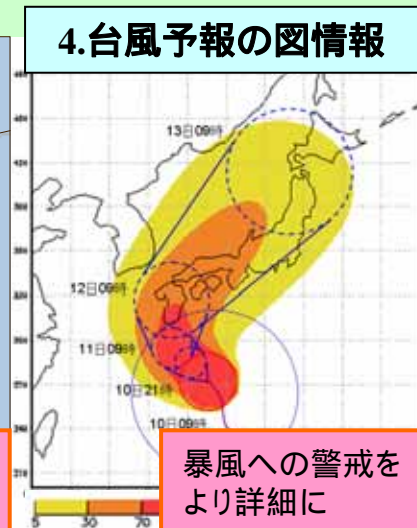 4.台風予報の図情報
13日09時
12日09時
11日09時
10日21時
10日09時
暴風への警戒を
より詳細に
5 30 70